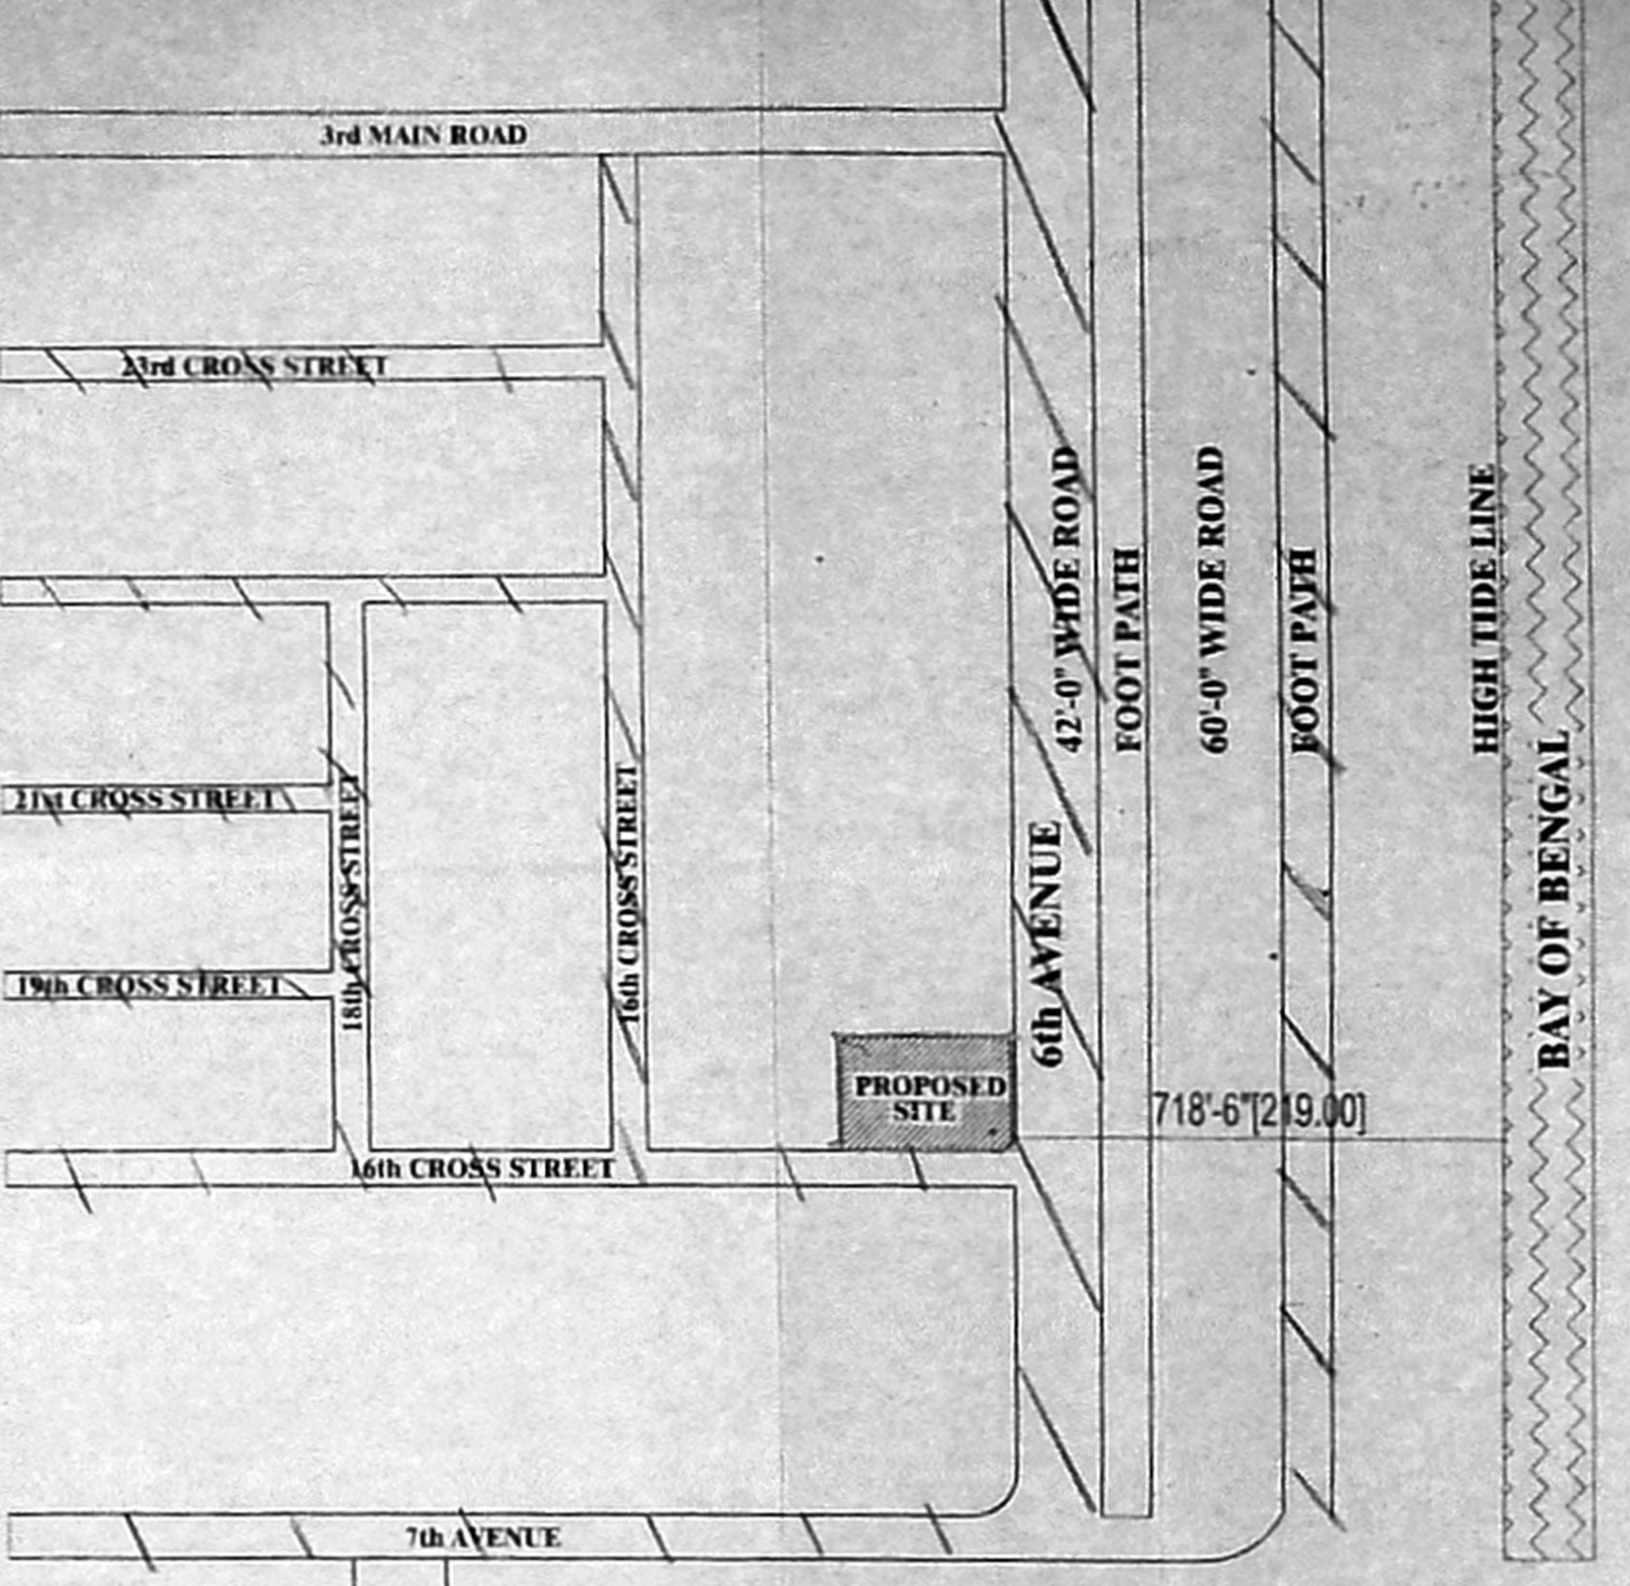 3rd MAIN ROAD
23rd CROSS STREET
42'-0" WIDE ROAD
FOOT PATH
60'-0" WIDE ROAD
FOOT PATH
HIGH TIDE LINE
BAY OF BENGAL
21st CROSS STREET
18th CROSS STREET
16th CROSS STREET
6th AVENUE
19th CROSS STREET
PROPOSED
SITE
718'-6"[219.00]
16th CROSS STREET
7th AVENUE